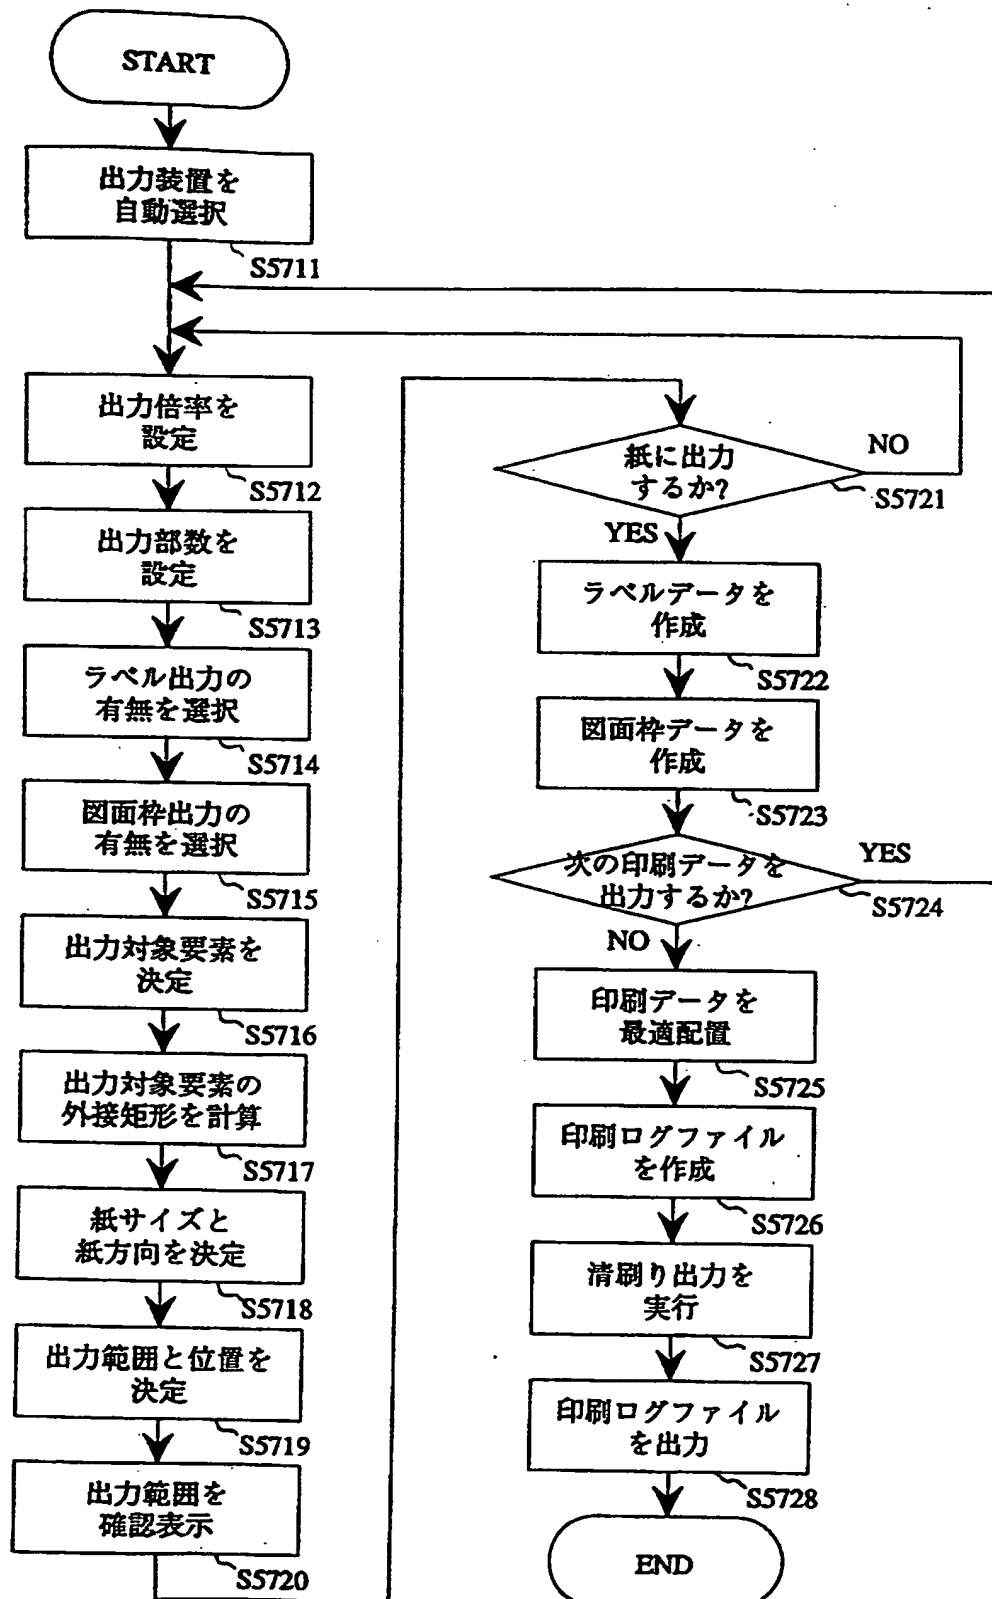 START
出力装置を
自動選択
S5711
出力倍率を
設定
S5712
出力部数を
設定
S5713
ラベル出力の
有無を選択
S5714
図面枠出力の
有無を選択
S5715
出力対象要素を
決定
S5716
出力対象要素の
外接矩形を計算
S5717
紙サイズと
紙方向を決定
S5718
出力範囲と位置を
決定
S5719
出力範囲を
確認表示
S5720
紙に出力
するか?
NO
S5721
YES
ラベルデータを
作成
S5722
図面枠データを
作成
S5723
次の印刷データを
出力するか?
YES
S5724
NO
印刷データを
最適配置
S5725
印刷ログファイル
を作成
S5726
清刷り出力を
実行
S5727
印刷ログファイル
を出力
S5728
END